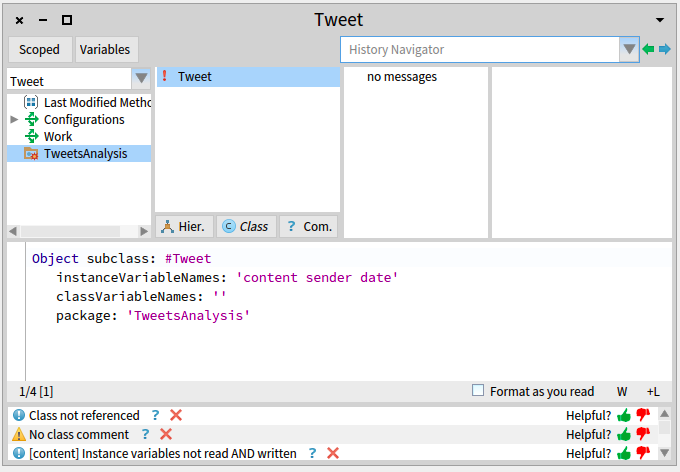 Tweet
Scoped Variables History Navigator
Tweet
Last Modified Metho
Configurations
Work
TweetsAnalysis
! Tweet
no messages
Hier. C Class ? Com.
Object subclass: #Tweet
instanceVariableNames: 'content sender date'
classVariableNames: ''
package: 'TweetsAnalysis'
1/4 [1] Format as you read W +L
Class not referenced ? Helpful?
No class comment ? Helpful?
[content] Instance variables not read AND written ? Helpful?